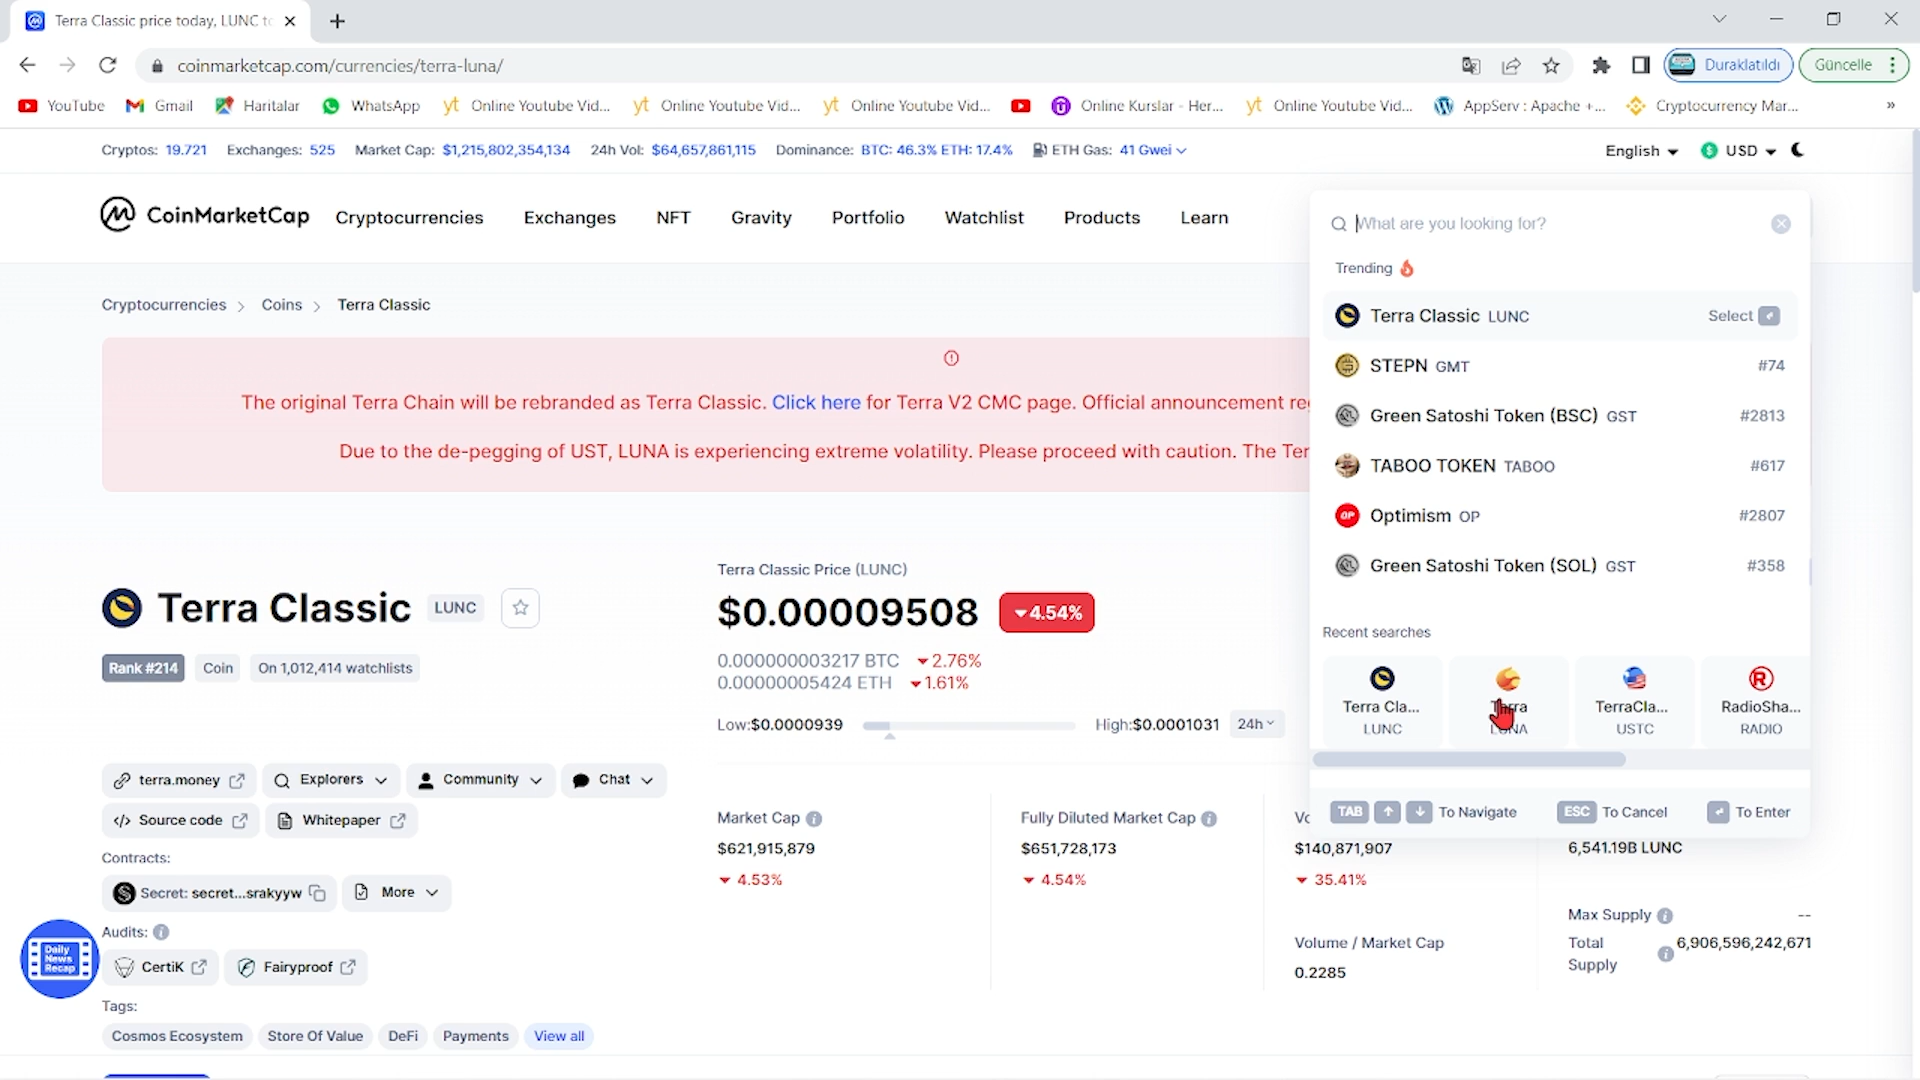 Terra Classic price today, LUNC to
coinmarketcap.com/currencies/terra-luna/
Duraklatıldı
Güncelle
YouTube
Gmail
Haritalar
WhatsApp
yt Online Youtube Vid...
yt Online Youtube Vid...
yt Online Youtube Vid...
Online Kurslar - Her...
yt Online Youtube Vid...
AppServ : Apache +...
Cryptocurrency Mar...
»
Cryptos: 19.721 Exchanges: 525 Market Cap: $1,215,802,354,134 24h Vol: $64,657,861,115 Dominance: BTC: 46.3% ETH: 17.4% ETH Gas: 41 Gwei
English
USD
CoinMarketCap
Cryptocurrencies Exchanges NFT Gravity Portfolio Watchlist Products Learn
Cryptocurrencies > Coins > Terra Classic
The original Terra Chain will be rebranded as Terra Classic. Click here for Terra V2 CMC page. Official announcement re
Due to the de-pegging of UST, LUNA is experiencing extreme volatility. Please proceed with caution. The Ter
Terra Classic LUNC
Rank #214 Coin On 1,012,414 watchlists
terra.money Explorers Community Chat
Source code Whitepaper
Contracts:
Secret: secret...srakyyw More
Audits:
CertiK Fairyproof
Tags:
Cosmos Ecosystem Store Of Value DeFi Payments View all
Daily
News
Recap
Terra Classic Price (LUNC)
$0.00009508 4.54%
0.000000003217 BTC 2.76%
0.00000005424 ETH 1.61%
Low:$0.0000939 High:$0.0001031 24h
Market Cap
$621,915,879
4.53%
Fully Diluted Market Cap
$651,728,173
4.54%
Vo
$140,871,907
35.41%
Volume / Market Cap
0.2285
6,541.19B LUNC
Max Supply --
Total
Supply
6,906,596,242,671
What are you looking for?
Trending
Terra Classic LUNC Select
STEPN GMT #74
Green Satoshi Token (BSC) GST #2813
TABOO TOKEN TABOO #617
OP Optimism OP #2807
Green Satoshi Token (SOL) GST #358
Recent searches
Terra Cla...
LUNC
Terra
LUNA
TerraCla...
USTC
RadioSha...
RADIO
TAB ↑ ↓ To Navigate ESC To Cancel To Enter